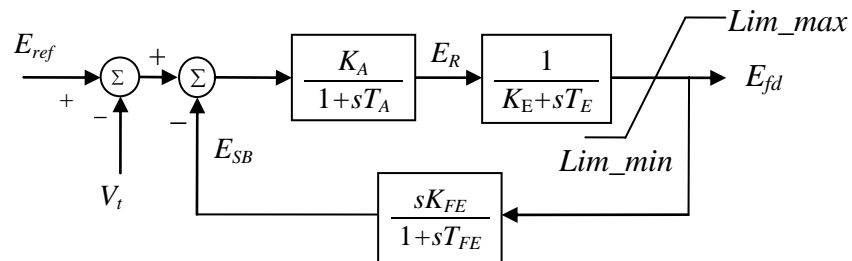 Lim_max
E_ref
+
Σ
−
+
Σ
−
K_A
1+sT_A
E_R
1
K_E+sT_E
E_fd
Lim_min
E_SB
V_t
sK_FE
1+sT_FE